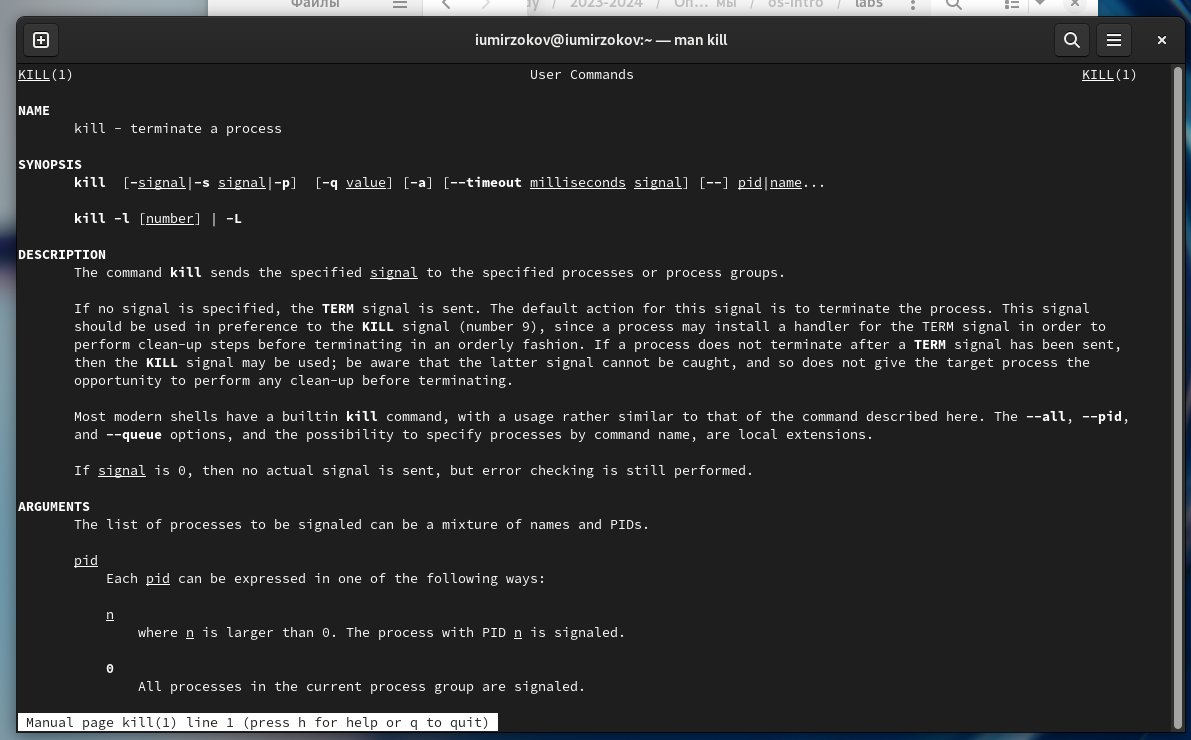 Файлы
dy / 2023-2024 / Оп… мы / os-intro / labs
iumirzokov@iumirzokov:~ — man kill
KILL(1) User Commands KILL(1)
NAME
kill - terminate a process
SYNOPSIS
kill [-signal|-s signal|-p] [-q value] [-a] [--timeout milliseconds signal] [--] pid|name...
kill -l [number] | -L
DESCRIPTION
The command kill sends the specified signal to the specified processes or process groups.
If no signal is specified, the TERM signal is sent. The default action for this signal is to terminate the process. This signal
should be used in preference to the KILL signal (number 9), since a process may install a handler for the TERM signal in order to
perform clean-up steps before terminating in an orderly fashion. If a process does not terminate after a TERM signal has been sent,
then the KILL signal may be used; be aware that the latter signal cannot be caught, and so does not give the target process the
opportunity to perform any clean-up before terminating.
Most modern shells have a builtin kill command, with a usage rather similar to that of the command described here. The --all, --pid,
and --queue options, and the possibility to specify processes by command name, are local extensions.
If signal is 0, then no actual signal is sent, but error checking is still performed.
ARGUMENTS
The list of processes to be signaled can be a mixture of names and PIDs.
pid
Each pid can be expressed in one of the following ways:
n
where n is larger than 0. The process with PID n is signaled.
0
All processes in the current process group are signaled.
Manual page kill(1) line 1 (press h for help or q to quit)